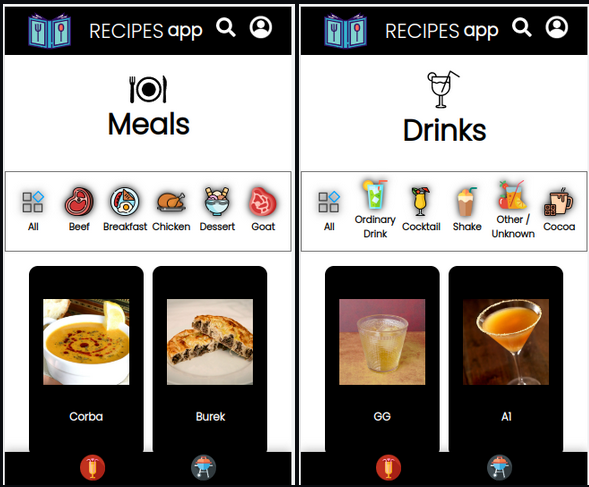 RECIPES app
Meals
All
Beef
Breakfast
Chicken
Dessert
Goat
Corba
Burek
RECIPES app
Drinks
All
Ordinary
Drink
Cocktail
Shake
Other /
Unknown
Cocoa
GG
A1